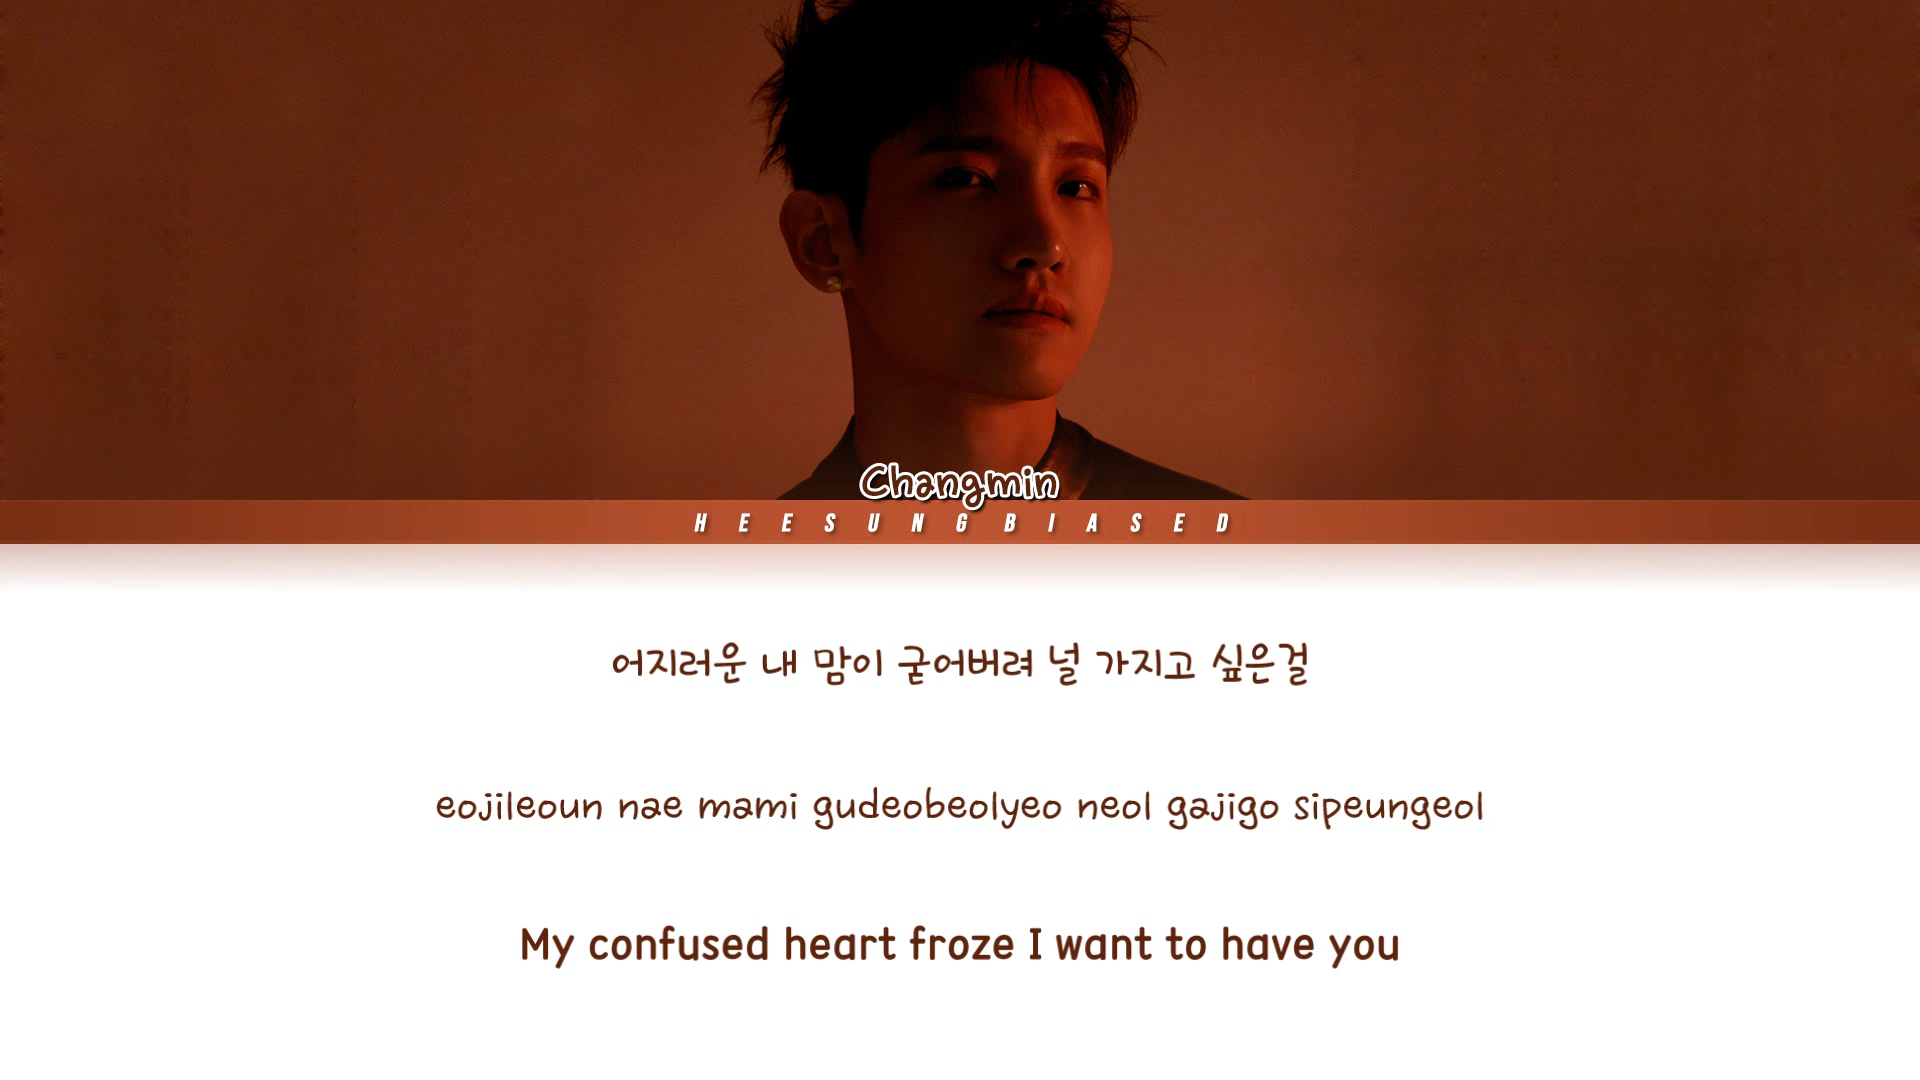 Changmin
HEESUNGBIASED
어지러운 내 맘이 굳어버려 널 가지고 싶은걸
eojileoun nae mami gudeobeolyeo neol gajigo sipeungeol
My confused heart froze I want to have you